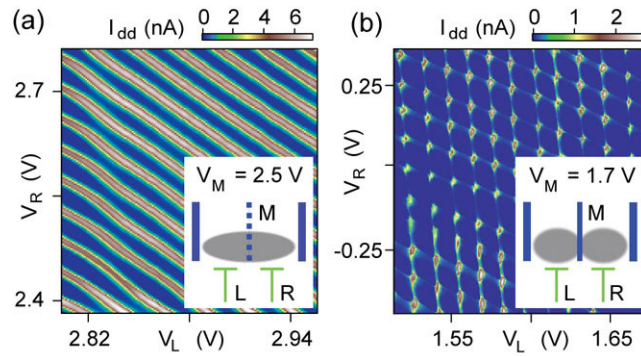 (a)
I_dd (nA)
0 2 4 6
V_R (V)
2.7
2.4
V_M = 2.5 V
M
L
R
2.82 V_L (V) 2.94
(b)
I_dd (nA)
0 1 2
V_R (V)
0.25
-0.25
V_M = 1.7 V
M
L
R
1.55 V_L (V) 1.65